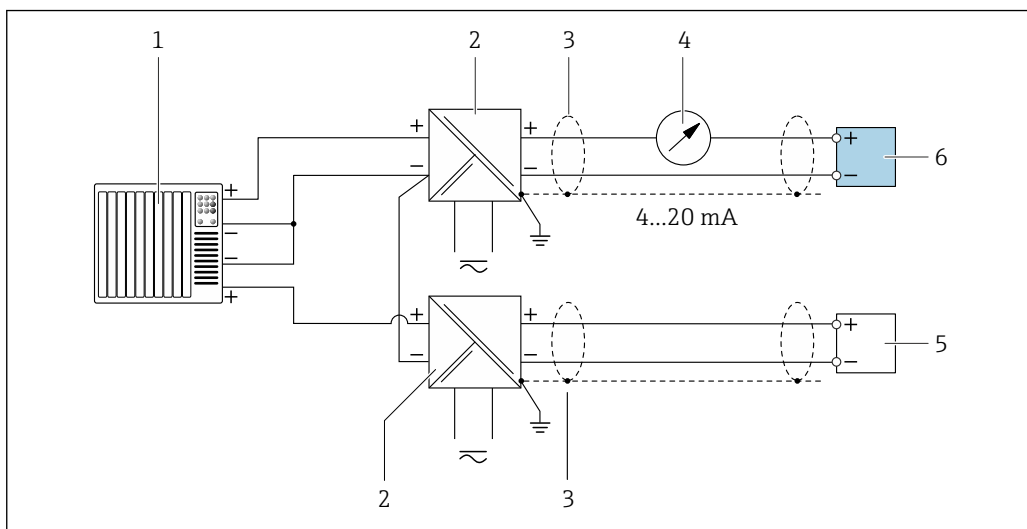 1 2 3 4
+ +
+ − − + 6
− −
4...20 mA
−
+
+ + + 5
− − −
2 3